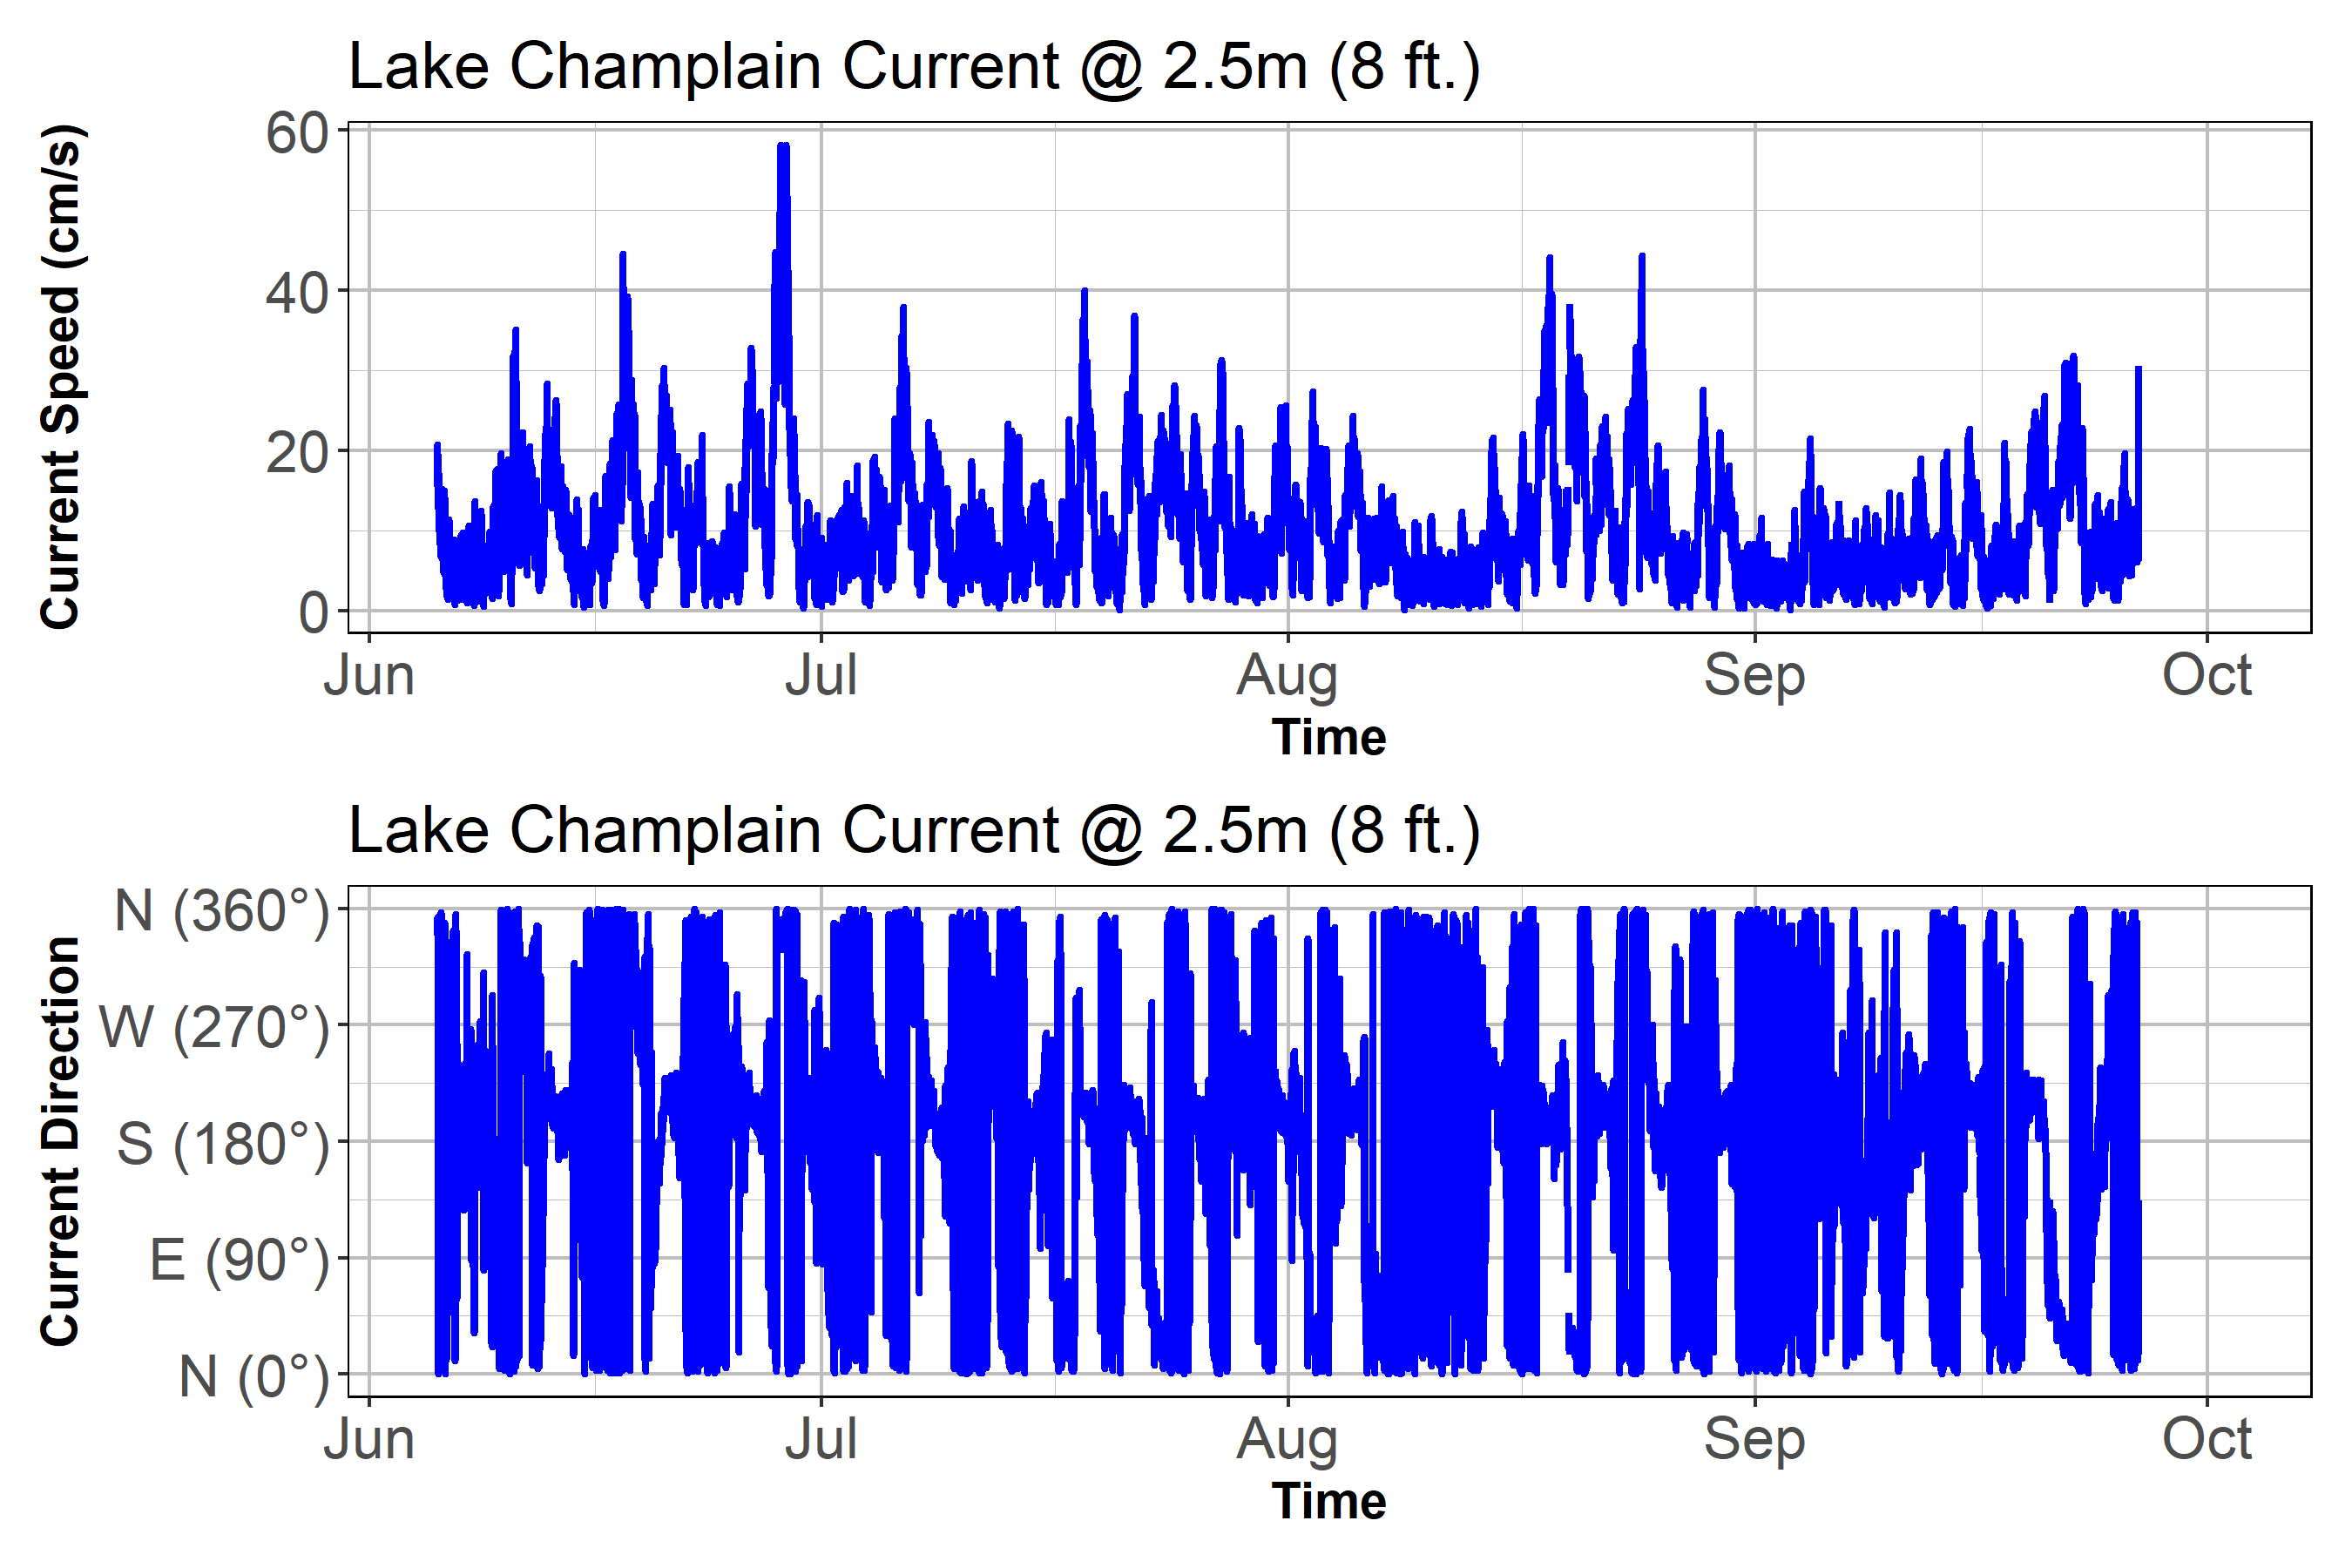 Lake Champlain Current @ 2.5m (8 ft.)
Current Speed (cm/s)
60
40
20
0
Jun Jul Aug Sep Oct
Time
Lake Champlain Current @ 2.5m (8 ft.)
Current Direction
N (360°)
W (270°)
S (180°)
E (90°)
N (0°)
Jun Jul Aug Sep Oct
Time